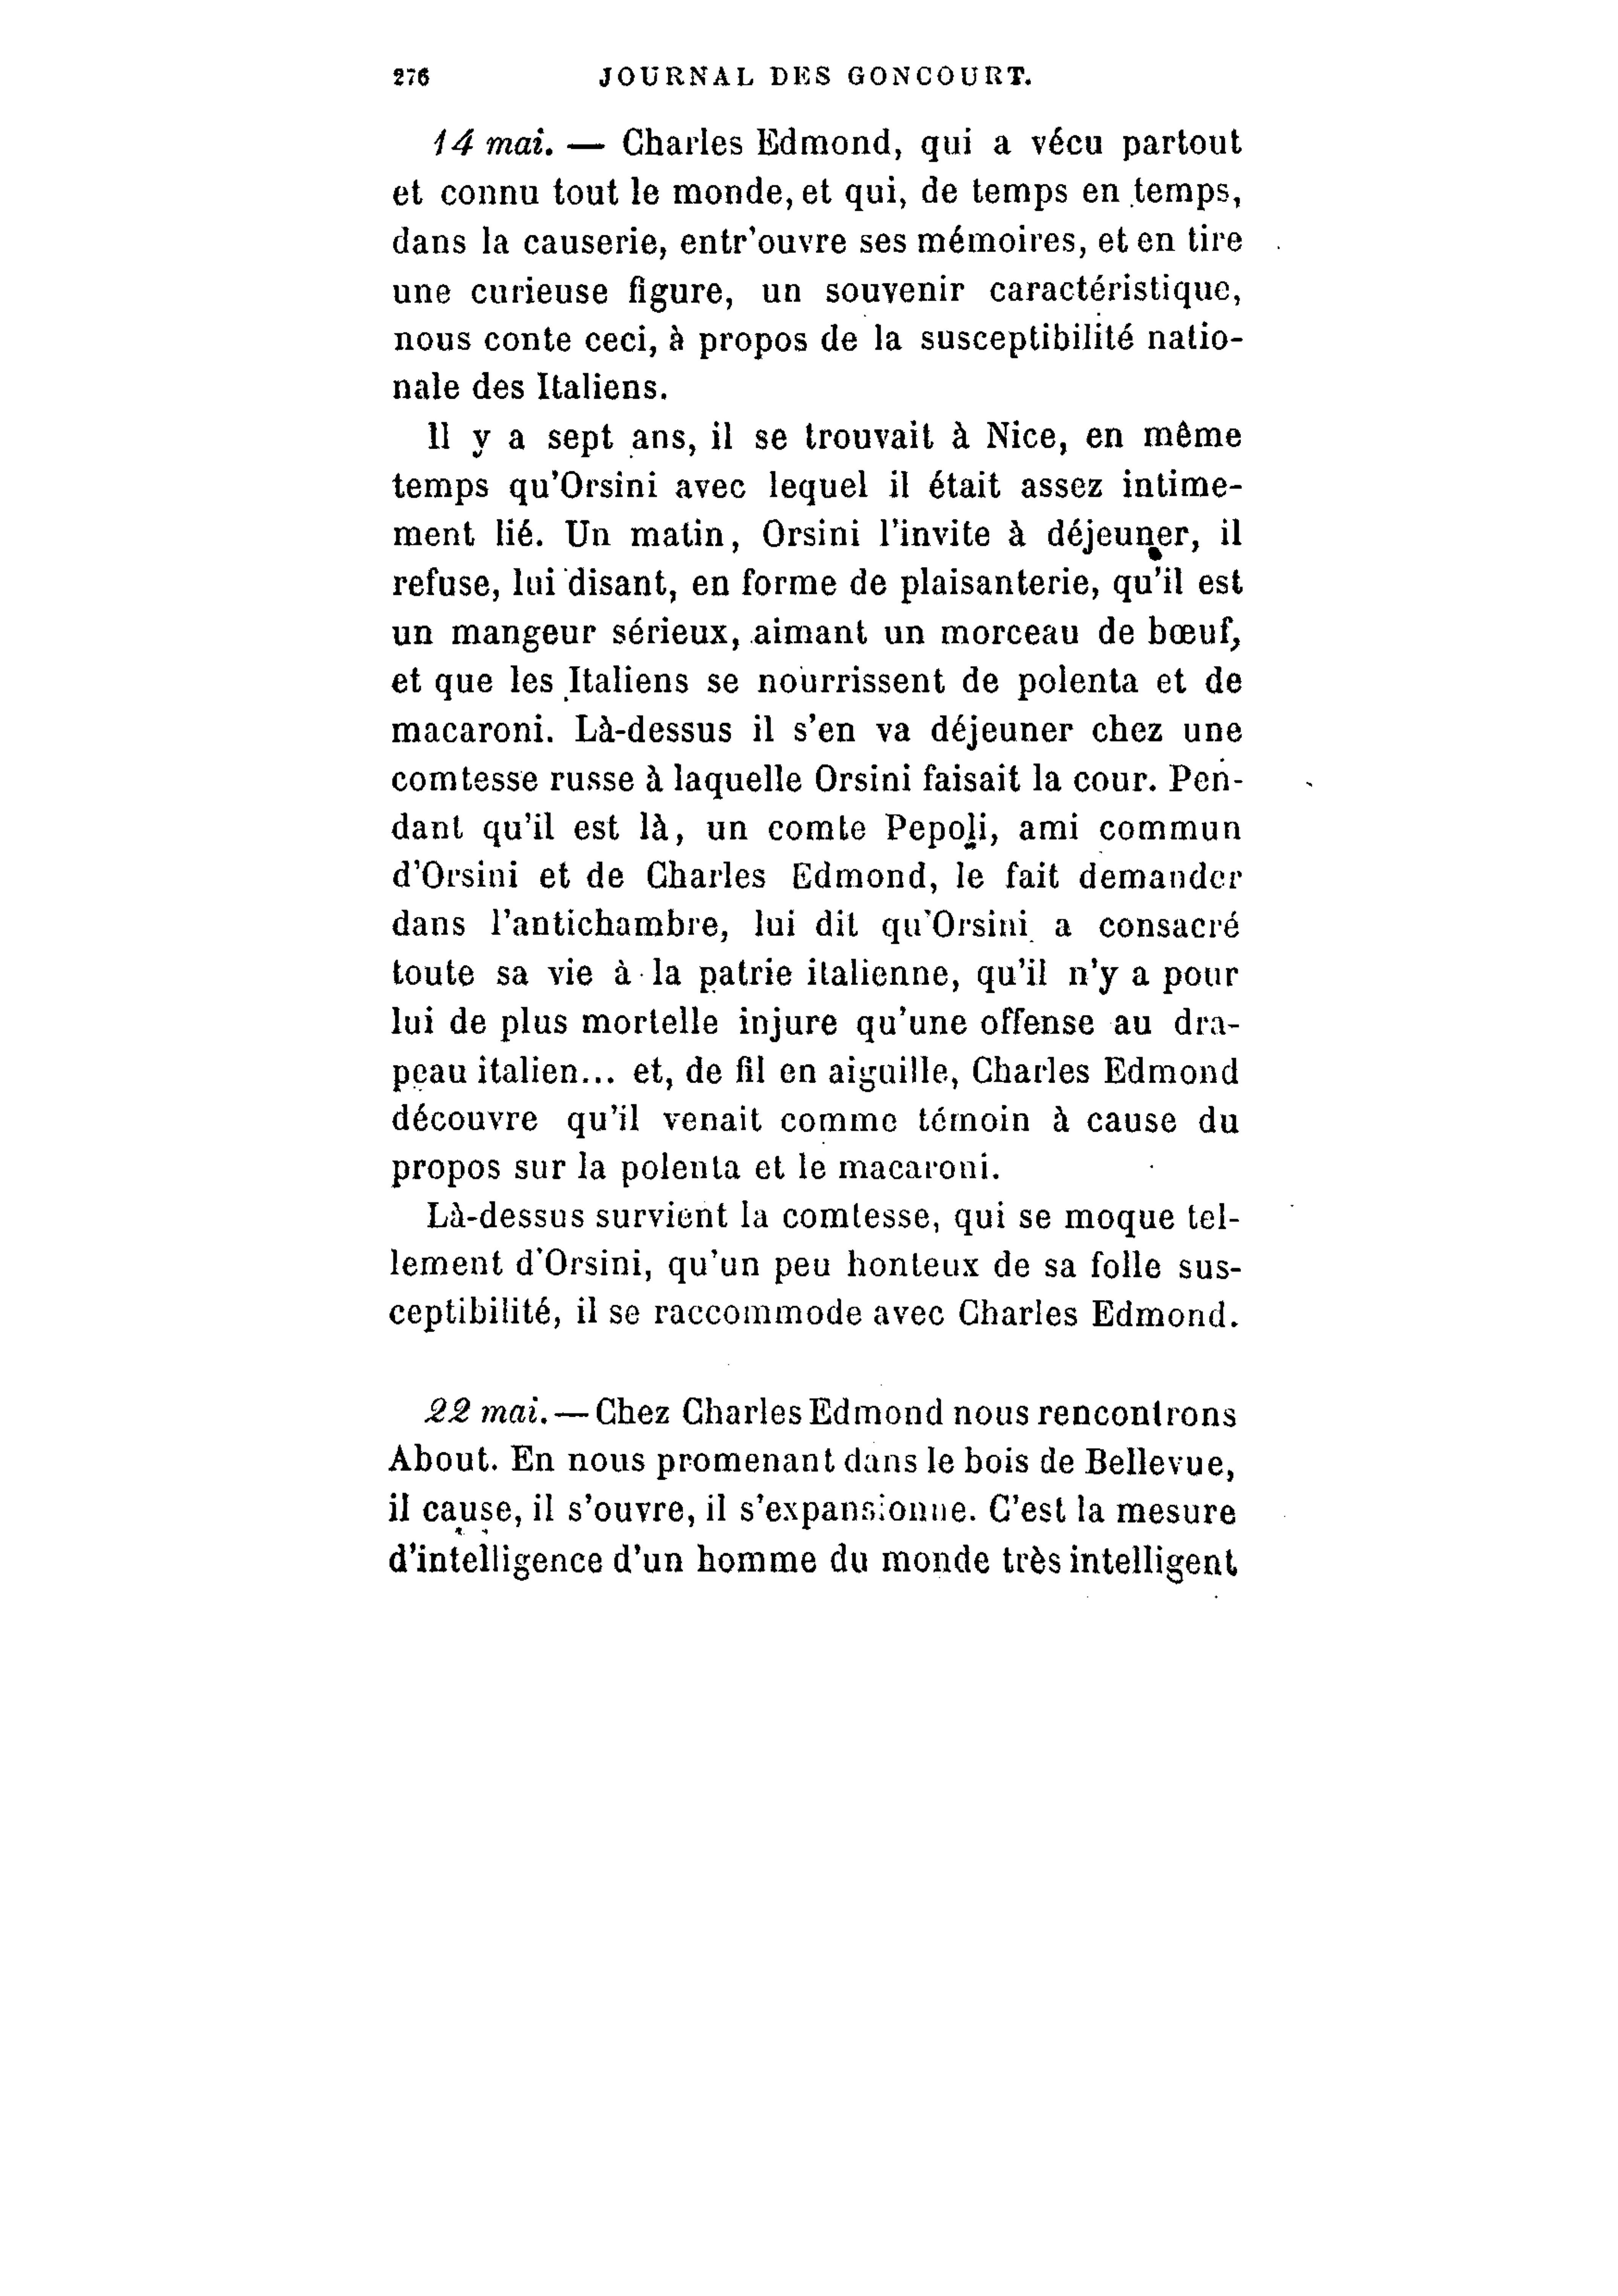 276 JOURNAL DES GONCOURT.
14 mai. — Charles Edmond, qui a vécu partout
et connu tout le monde, et qui, de temps en temps,
dans la causerie, entr'ouvre ses mémoires, et en tire
une curieuse figure, un souvenir caractéristique,
nous conte ceci, à propos de la susceptibilité natio-
nale des Italiens.
Il y a sept ans, il se trouvait à Nice, en même
temps qu'Orsini avec lequel il était assez intime-
ment lié. Un matin, Orsini l'invite à déjeuner, il
refuse, lui disant, en forme de plaisanterie, qu'il est
un mangeur sérieux, aimant un morceau de bœuf,
et que les Italiens se nourrissent de polenta et de
macaroni. Là-dessus il s'en va déjeuner chez une
comtesse russe à laquelle Orsini faisait la cour. Pen-
dant qu'il est là, un comte Pepoli, ami commun
d'Orsini et de Charles Edmond, le fait demander
dans l'antichambre, lui dit qu'Orsini a consacré
toute sa vie à la patrie italienne, qu'il n'y a pour
lui de plus mortelle injure qu'une offense au dra-
peau italien... et, de fil en aiguille, Charles Edmond
découvre qu'il venait comme témoin à cause du
propos sur la polenta et le macaroni.
Là-dessus survient la comtesse, qui se moque tel-
lement d'Orsini, qu'un peu honteux de sa folle sus-
ceptibilité, il se raccommode avec Charles Edmond.
22 mai. — Chez Charles Edmond nous rencontrons
About. En nous promenant dans le bois de Bellevue,
il cause, il s'ouvre, il s'expansionne. C'est la mesure
d'intelligence d'un homme du monde très intelligent